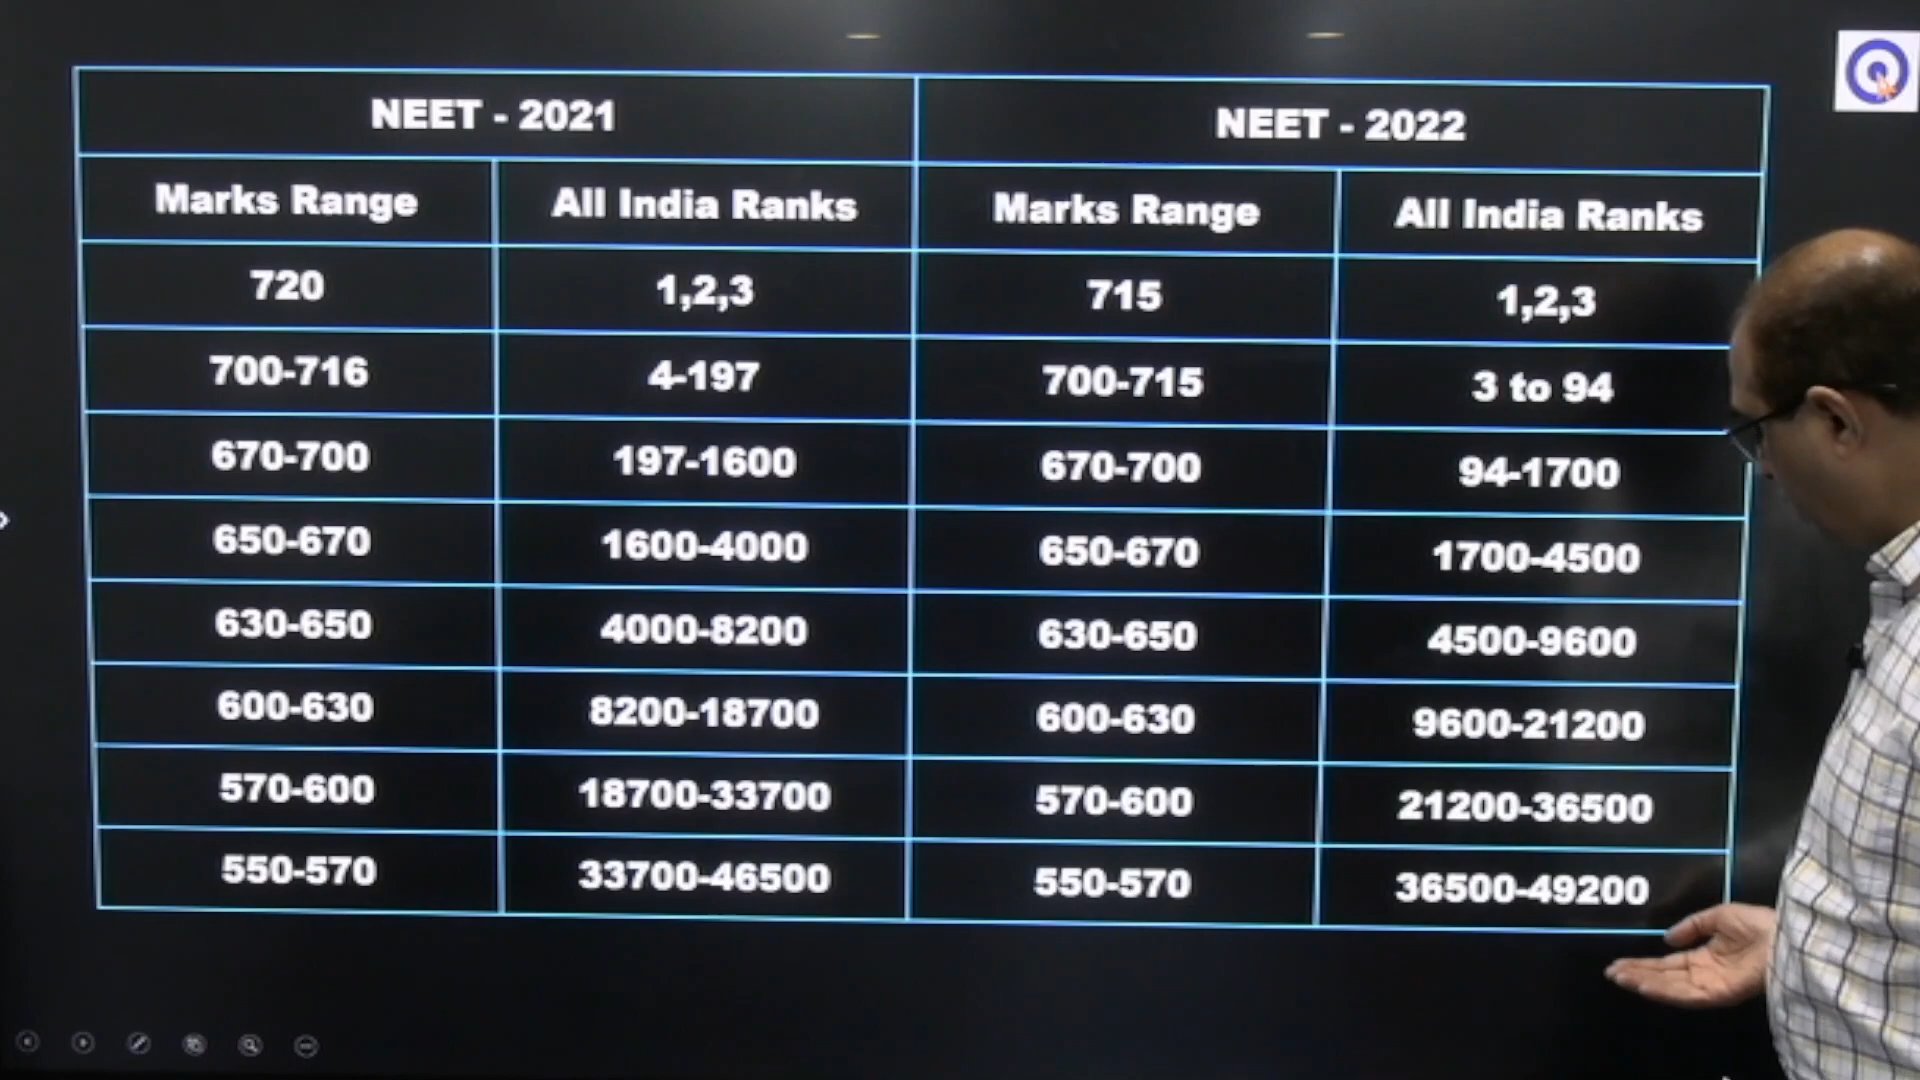 NEET - 2021 NEET - 2022
Marks Range All India Ranks Marks Range All India Ranks
720 1,2,3 715 1,2,3
700-716 4-197 700-715 3 to 94
670-700 197-1600 670-700 94-1700
650-670 1600-4000 650-670 1700-4500
630-650 4000-8200 630-650 4500-9600
600-630 8200-18700 600-630 9600-21200
570-600 18700-33700 570-600 21200-36500
550-570 33700-46500 550-570 36500-49200